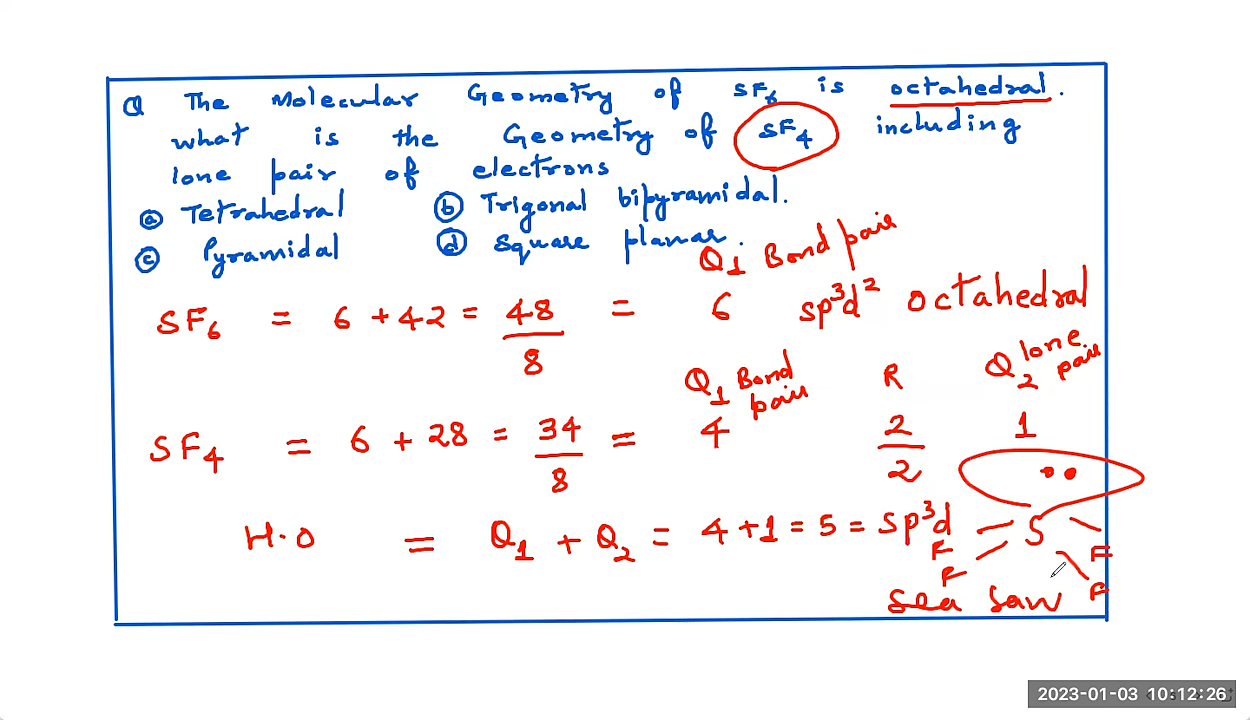 Q The Molecular Geometry of SF₆ is octahedral.
what is the Geometry of SF₄ including
lone pair of electrons
ⓐ Tetrahedral ⓑ Trigonal bipyramidal.
ⓒ Pyramidal ⓓ Square planar.
Q₁ Bond pair
SF₆ = 6 + 42 = 48/8 = 6 sp³d² octahedral
Q₁ Bond pair R Q₂ lone pair
SF₄ = 6 + 28 = 34/8 = 4 2/2 1
H.O = Q₁ + Q₂ = 4 + 1 = 5 = sp³d S
F F
F F
sea saw
2023-01-03 10:12:26